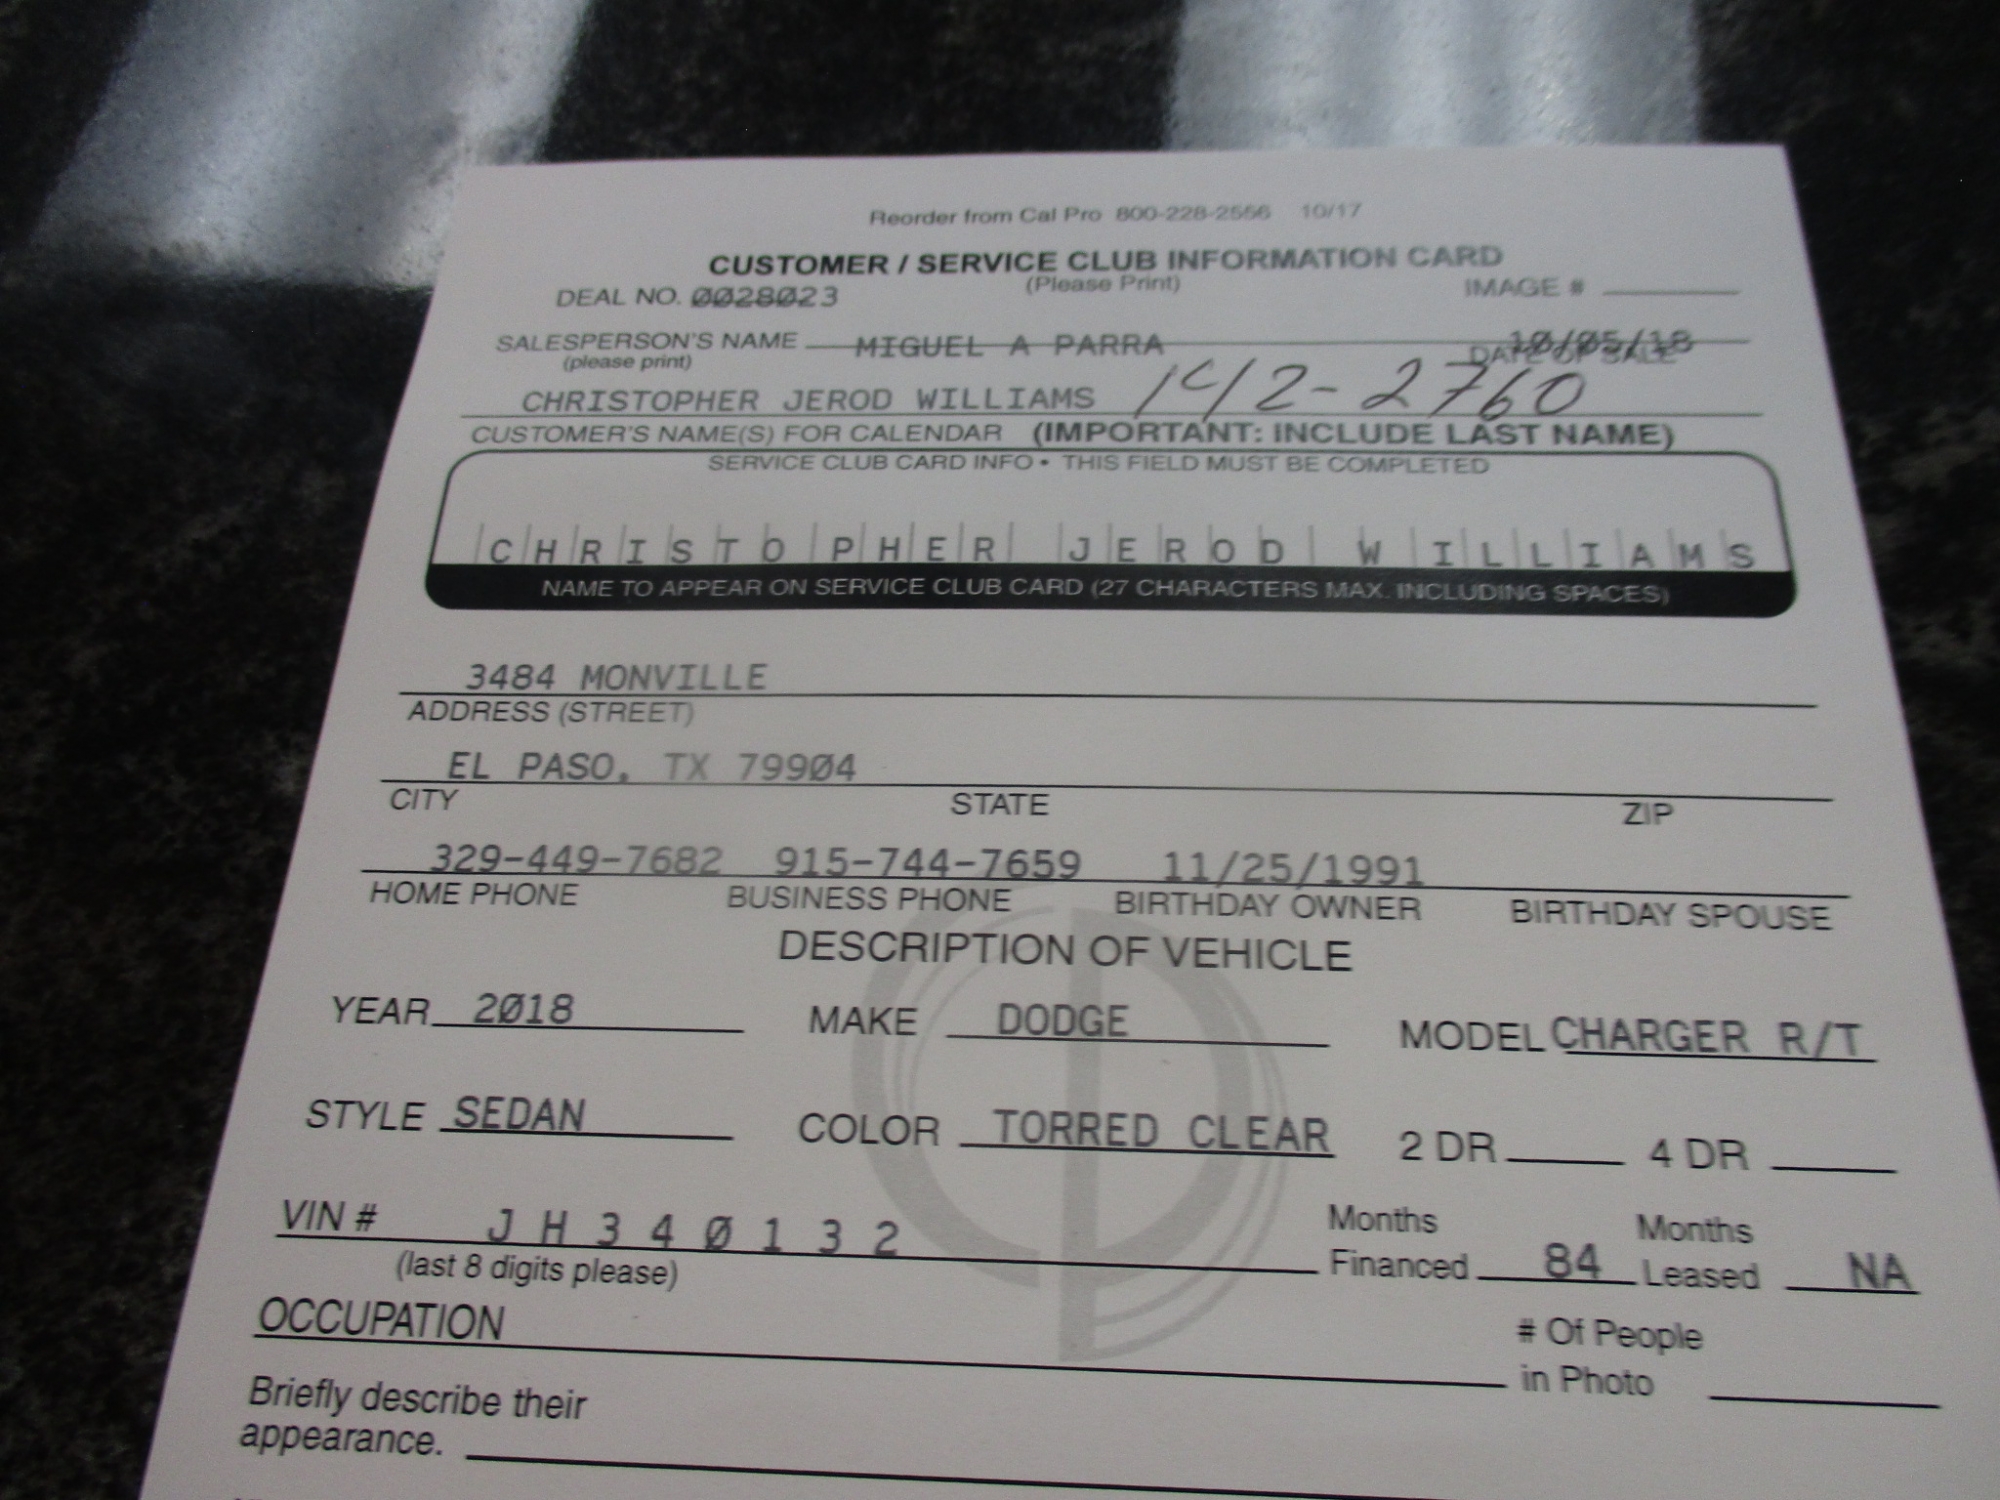 Reorder from Cal Pro 800-228-2556 10/17
CUSTOMER / SERVICE CLUB INFORMATION CARD
(Please Print)
DEAL NO. 0028023 IMAGE #
SALESPERSON'S NAME MIGUEL A PARRA 10/05/18
(please print) DATE OF SALE
CHRISTOPHER JEROD WILLIAMS 142-2760
CUSTOMER'S NAME(S) FOR CALENDAR (IMPORTANT: INCLUDE LAST NAME)
SERVICE CLUB CARD INFO • THIS FIELD MUST BE COMPLETED
CHRISTOPHER JEROD WILLIAMS
NAME TO APPEAR ON SERVICE CLUB CARD (27 CHARACTERS MAX. INCLUDING SPACES)
3484 MONVILLE
ADDRESS (STREET)
EL PASO, TX 79904
CITY STATE ZIP
329-449-7682 915-744-7659 11/25/1991
HOME PHONE BUSINESS PHONE BIRTHDAY OWNER BIRTHDAY SPOUSE
DESCRIPTION OF VEHICLE
YEAR 2018 MAKE DODGE MODEL CHARGER R/T
STYLE SEDAN COLOR TORRED CLEAR 2 DR 4 DR
VIN # JH340132 Months Financed 84 Months Leased NA
(last 8 digits please)
OCCUPATION # Of People in Photo
Briefly describe their
appearance.